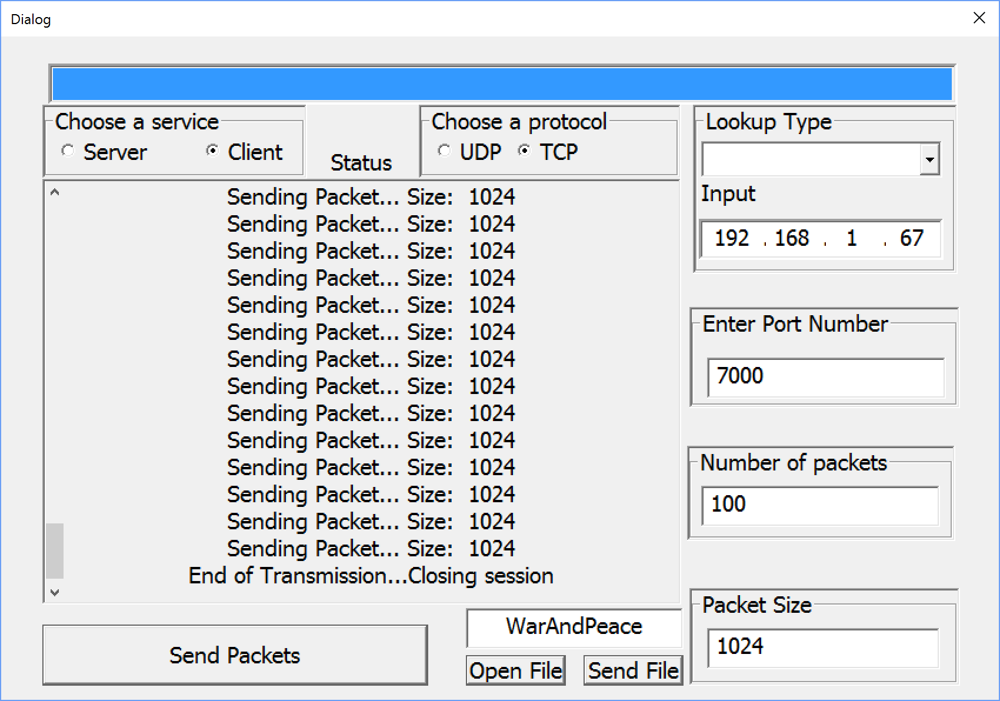 Dialog
Choose a service
Server Client
Status
Choose a protocol
UDP TCP
Lookup Type
Input
192 . 168 . 1 . 67
Sending Packet... Size: 1024
Sending Packet... Size: 1024
Sending Packet... Size: 1024
Sending Packet... Size: 1024
Sending Packet... Size: 1024
Sending Packet... Size: 1024
Sending Packet... Size: 1024
Sending Packet... Size: 1024
Sending Packet... Size: 1024
Sending Packet... Size: 1024
Sending Packet... Size: 1024
Sending Packet... Size: 1024
Sending Packet... Size: 1024
Sending Packet... Size: 1024
End of Transmission...Closing session
Enter Port Number
7000
Number of packets
100
Packet Size
1024
Send Packets
WarAndPeace
Open File
Send File